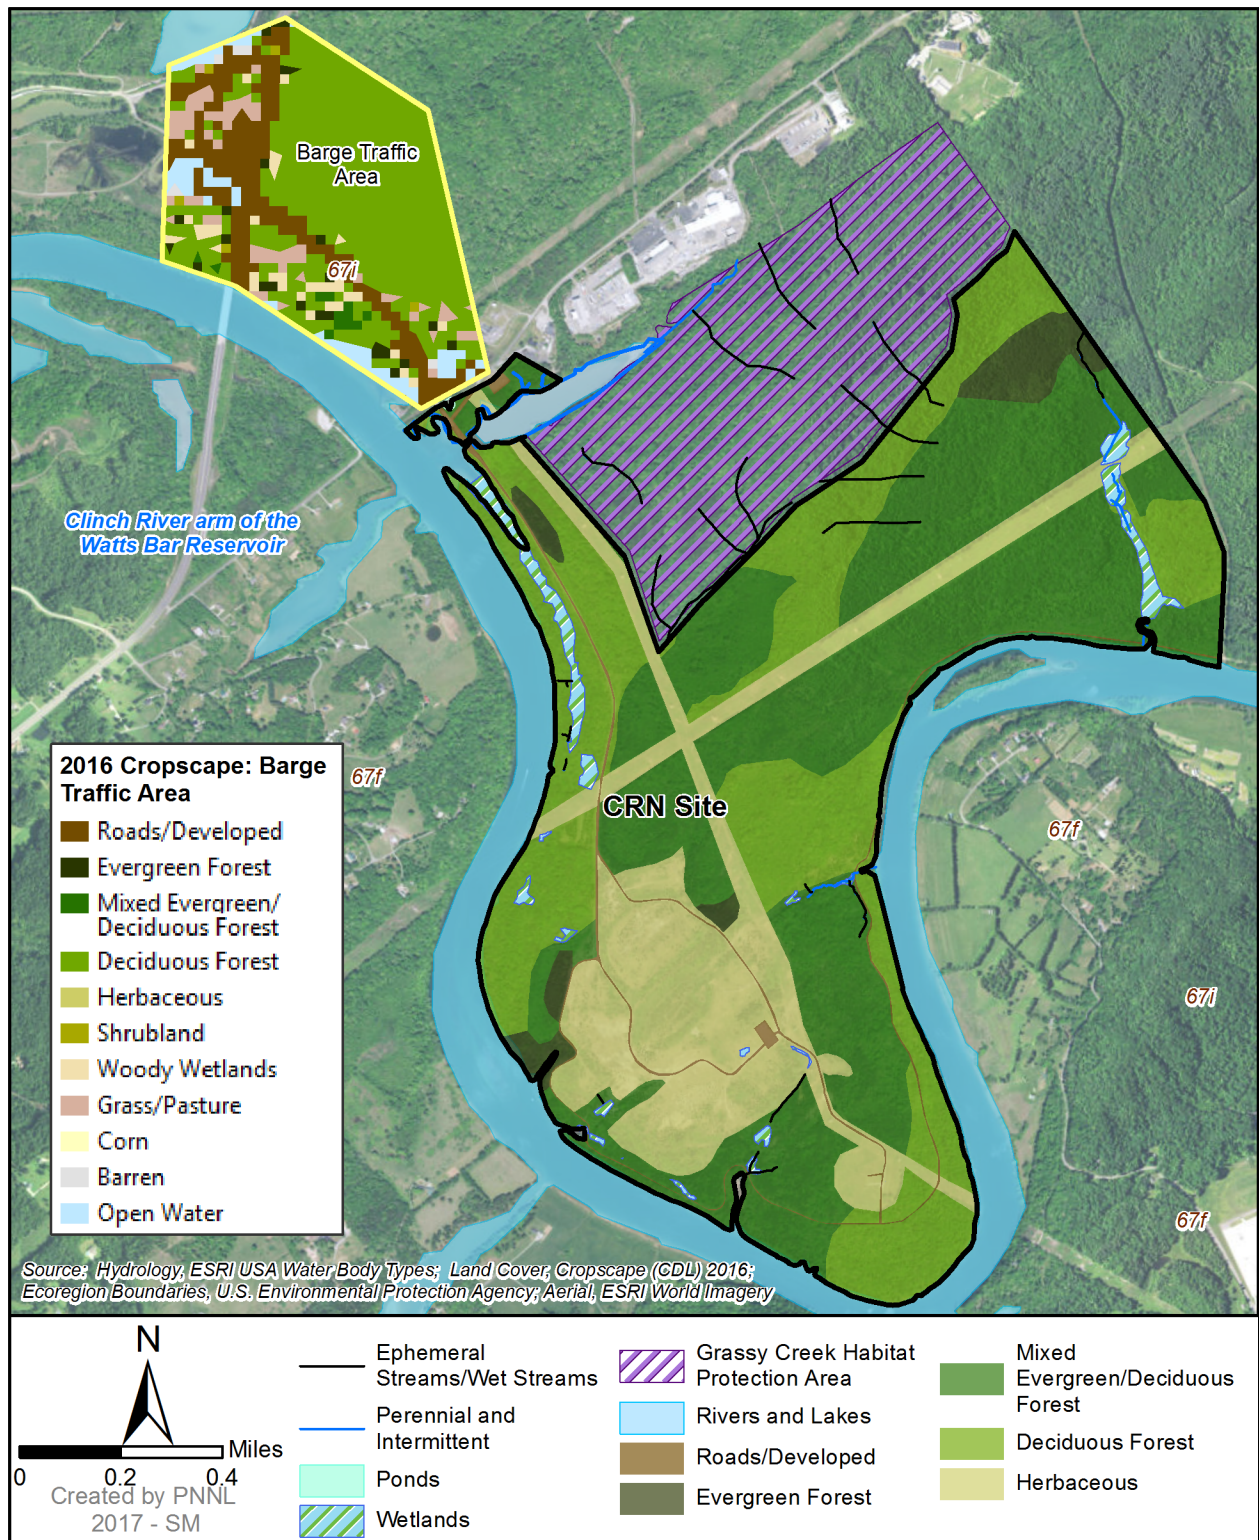 Barge Traffic
Area
67i
Clinch River arm of the
Watts Bar Reservoir
2016 Cropscape: Barge
Traffic Area
Roads/Developed
Evergreen Forest
Mixed Evergreen/
Deciduous Forest
Deciduous Forest
Herbaceous
Shrubland
Woody Wetlands
Grass/Pasture
Corn
Barren
Open Water
67f
CRN Site
67f
67i
67f
Source: Hydrology, ESRI USA Water Body Types; Land Cover, Cropscape (CDL) 2016;
Ecoregion Boundaries, U.S. Environmental Protection Agency; Aerial, ESRI World Imagery
N
Miles
0 0.2 0.4
Created by PNNL
2017 - SM
Ephemeral
Streams/Wet Streams
Perennial and
Intermittent
Ponds
Wetlands
Grassy Creek Habitat
Protection Area
Rivers and Lakes
Roads/Developed
Evergreen Forest
Mixed
Evergreen/Deciduous
Forest
Deciduous Forest
Herbaceous